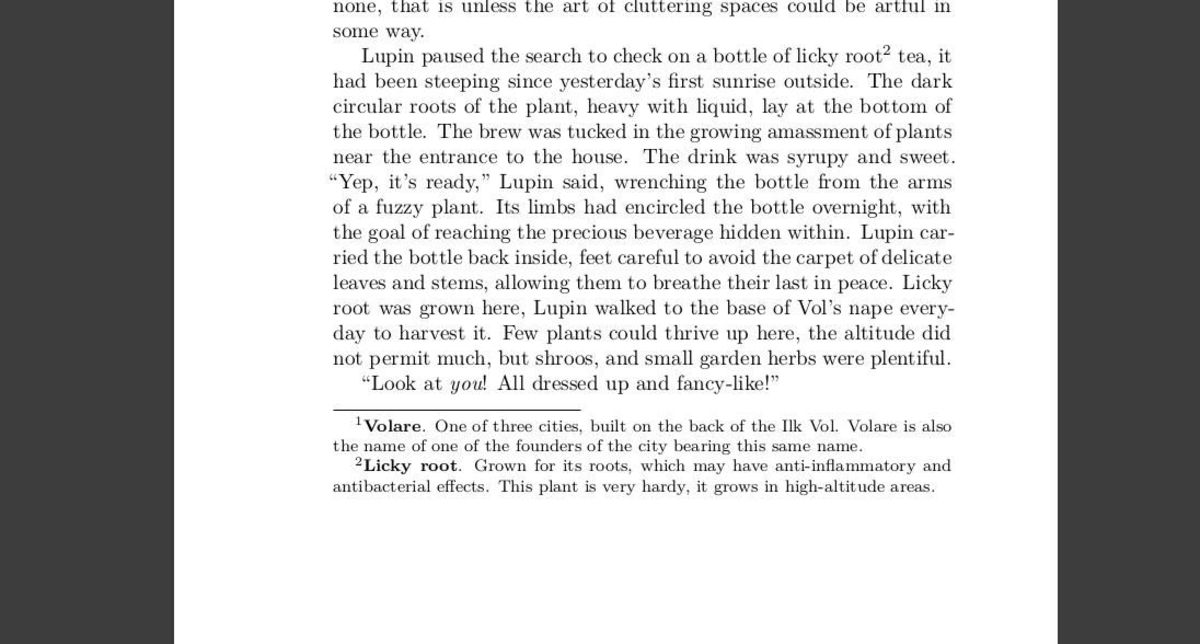 none, that is unless the art of cluttering spaces could be artful in
some way.
Lupin paused the search to check on a bottle of licky root² tea, it
had been steeping since yesterday’s first sunrise outside. The dark
circular roots of the plant, heavy with liquid, lay at the bottom of
the bottle. The brew was tucked in the growing amassment of plants
near the entrance to the house. The drink was syrupy and sweet.
“Yep, it’s ready,” Lupin said, wrenching the bottle from the arms
of a fuzzy plant. Its limbs had encircled the bottle overnight, with
the goal of reaching the precious beverage hidden within. Lupin car-
ried the bottle back inside, feet careful to avoid the carpet of delicate
leaves and stems, allowing them to breathe their last in peace. Licky
root was grown here, Lupin walked to the base of Vol’s nape every-
day to harvest it. Few plants could thrive up here, the altitude did
not permit much, but shroos, and small garden herbs were plentiful.
“Look at you! All dressed up and fancy-like!”
¹Volare. One of three cities, built on the back of the Ilk Vol. Volare is also
the name of one of the founders of the city bearing this same name.
²Licky root. Grown for its roots, which may have anti-inflammatory and
antibacterial effects. This plant is very hardy, it grows in high-altitude areas.